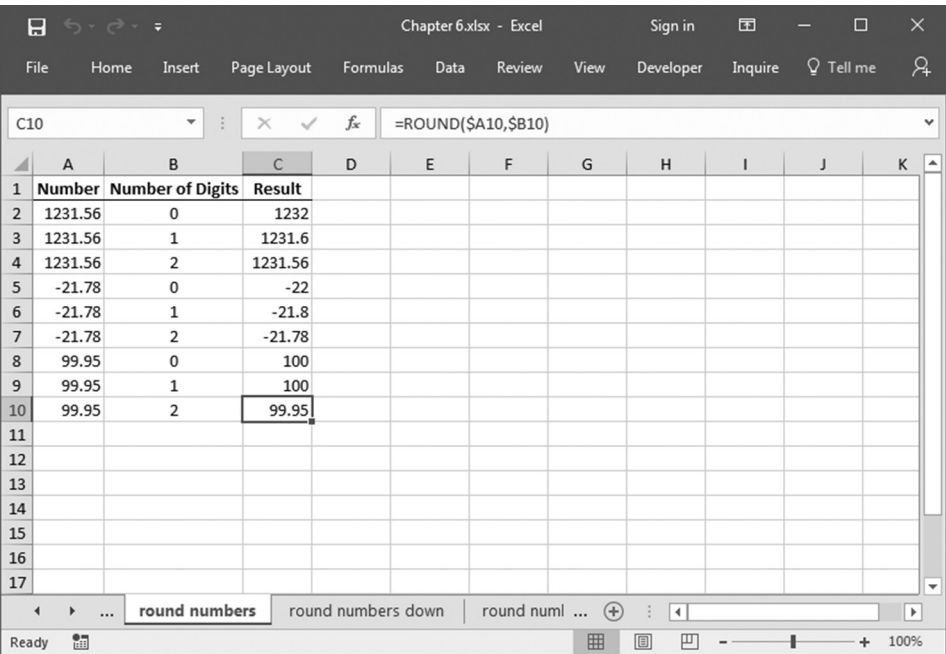 Chapter 6.xlsx - Excel Sign in
File Home Insert Page Layout Formulas Data Review View Developer Inquire Tell me
C10 fx =ROUND($A10,$B10)
A B C D E F G H I J K
1 Number Number of Digits Result
2 1231.56 0 1232
3 1231.56 1 1231.6
4 1231.56 2 1231.56
5 -21.78 0 -22
6 -21.78 1 -21.8
7 -21.78 2 -21.78
8 99.95 0 100
9 99.95 1 100
10 99.95 2 99.95
11
12
13
14
15
16
17
... round numbers round numbers down round numl ...
Ready 100%